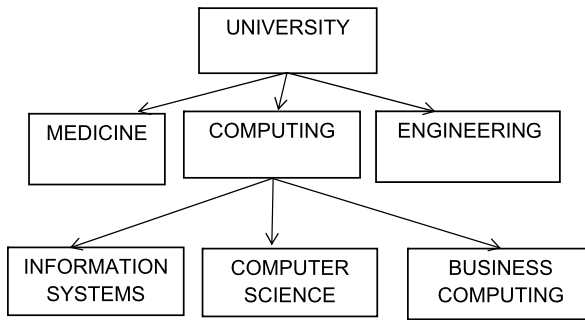 UNIVERSITY
MEDICINE
COMPUTING
ENGINEERING
INFORMATION
SYSTEMS
COMPUTER
SCIENCE
BUSINESS
COMPUTING